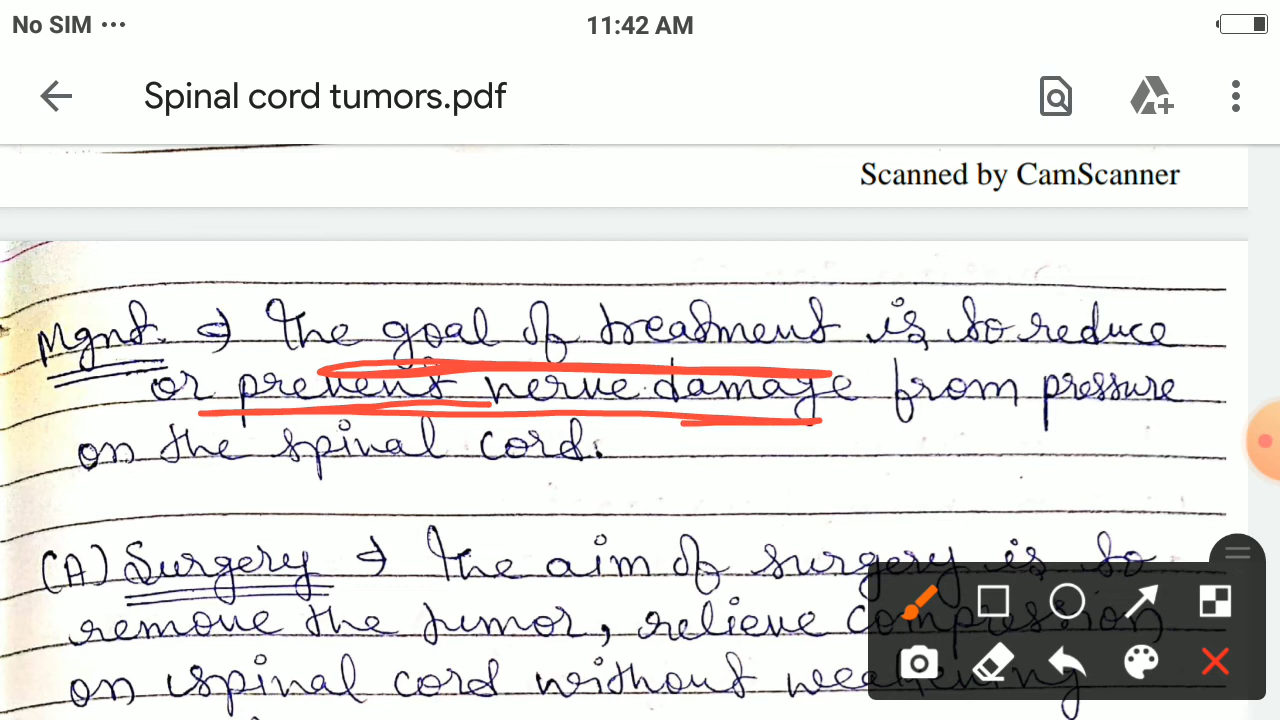 No SIM ...
11:42 AM
Spinal cord tumors.pdf
Scanned by CamScanner
Mgnt. → The goal of treatment is to reduce
or prevent nerve damage from pressure
on the spinal cord.
(A) Surgery → The aim of surgery is to
remove the tumor, relieve compression
on spinal cord without weakening